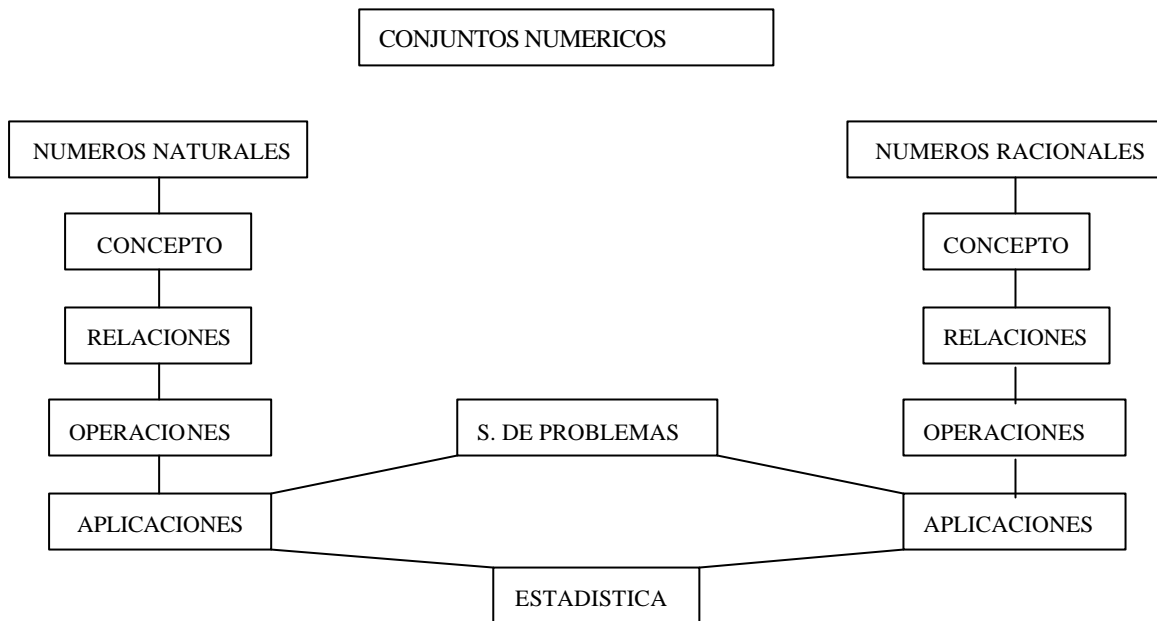 CONJUNTOS NUMERICOS
NUMEROS NATURALES
NUMEROS RACIONALES
CONCEPTO
CONCEPTO
RELACIONES
RELACIONES
OPERACIONES
S. DE PROBLEMAS
OPERACIONES
APLICACIONES
APLICACIONES
ESTADISTICA